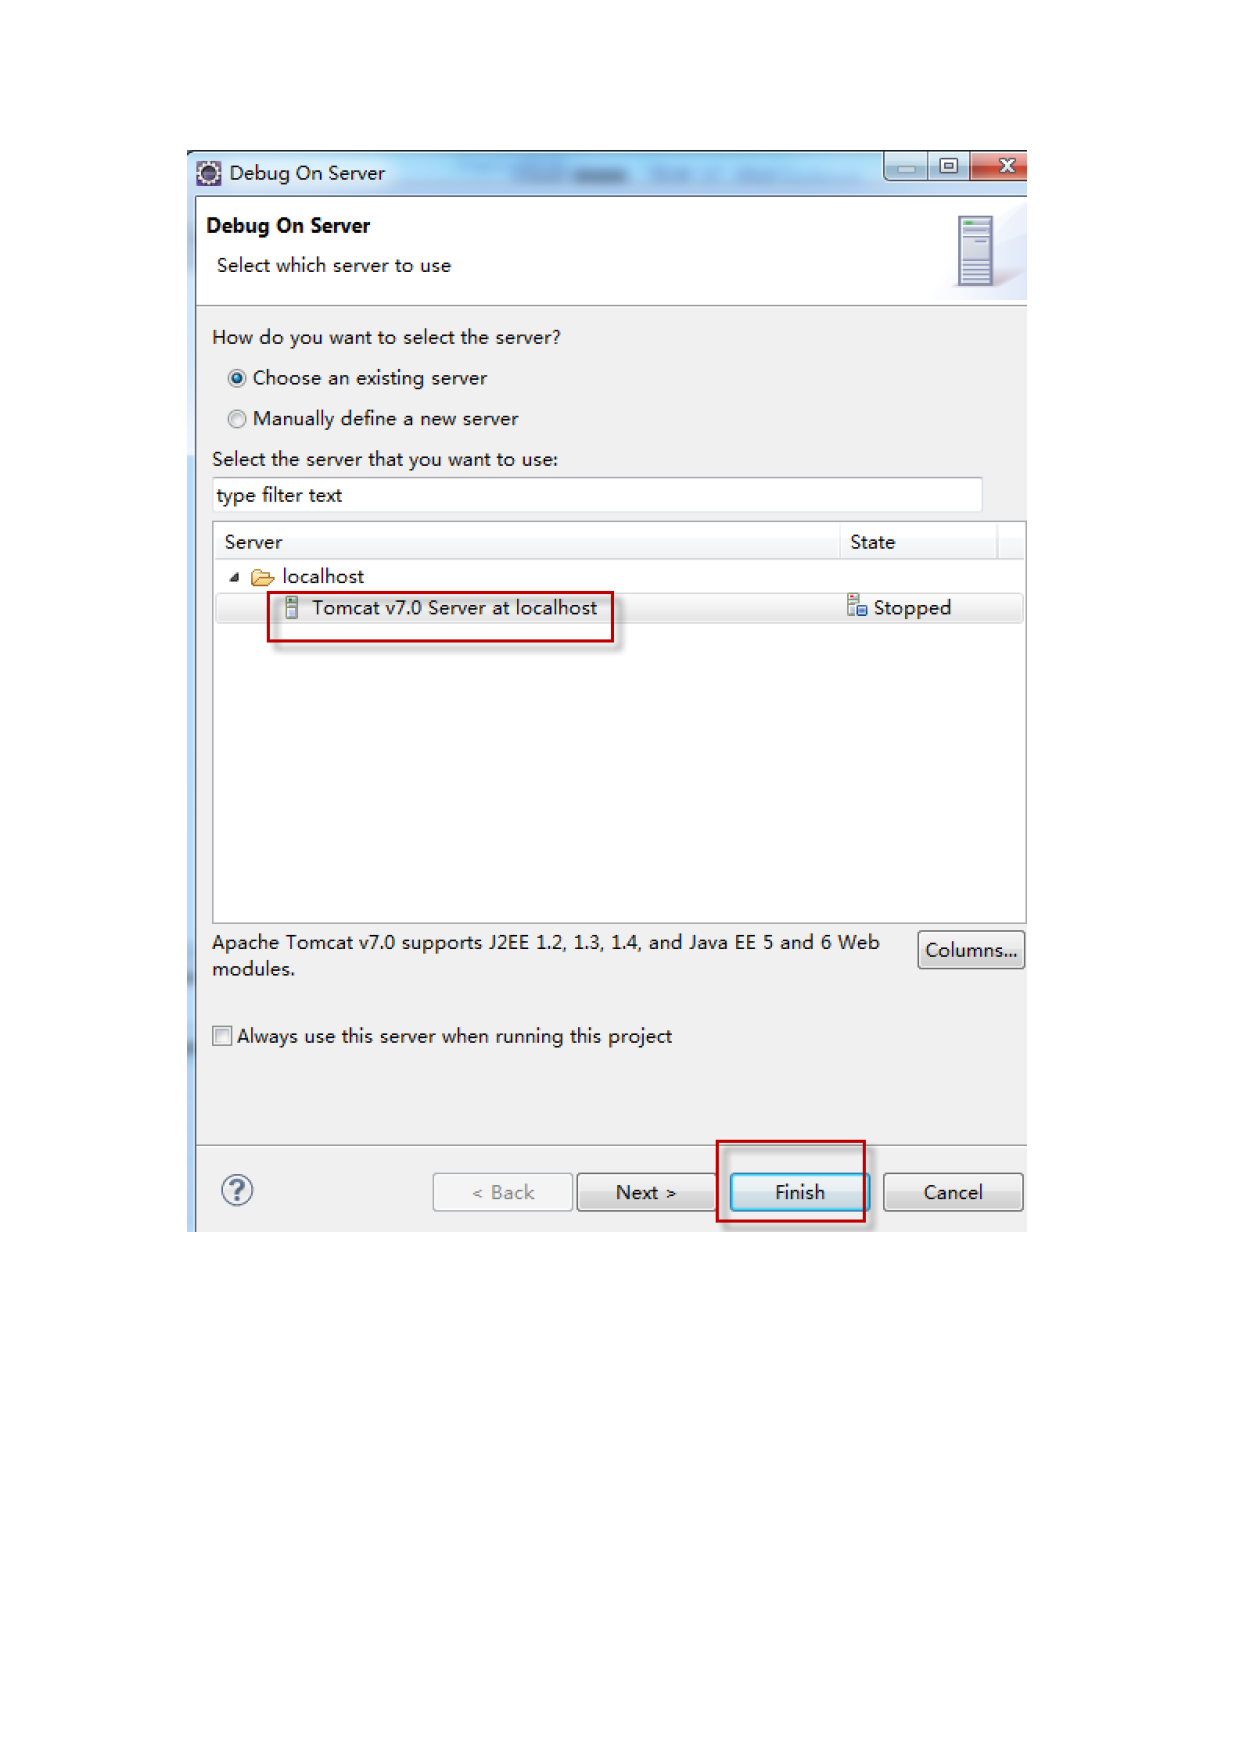 Debug On Server
Debug On Server
Select which server to use
How do you want to select the server?
Choose an existing server
Manually define a new server
Select the server that you want to use:
type filter text
Server State
localhost
Tomcat v7.0 Server at localhost Stopped
Apache Tomcat v7.0 supports J2EE 1.2, 1.3, 1.4, and Java EE 5 and 6 Web
modules.
Columns...
Always use this server when running this project
? < Back Next > Finish Cancel